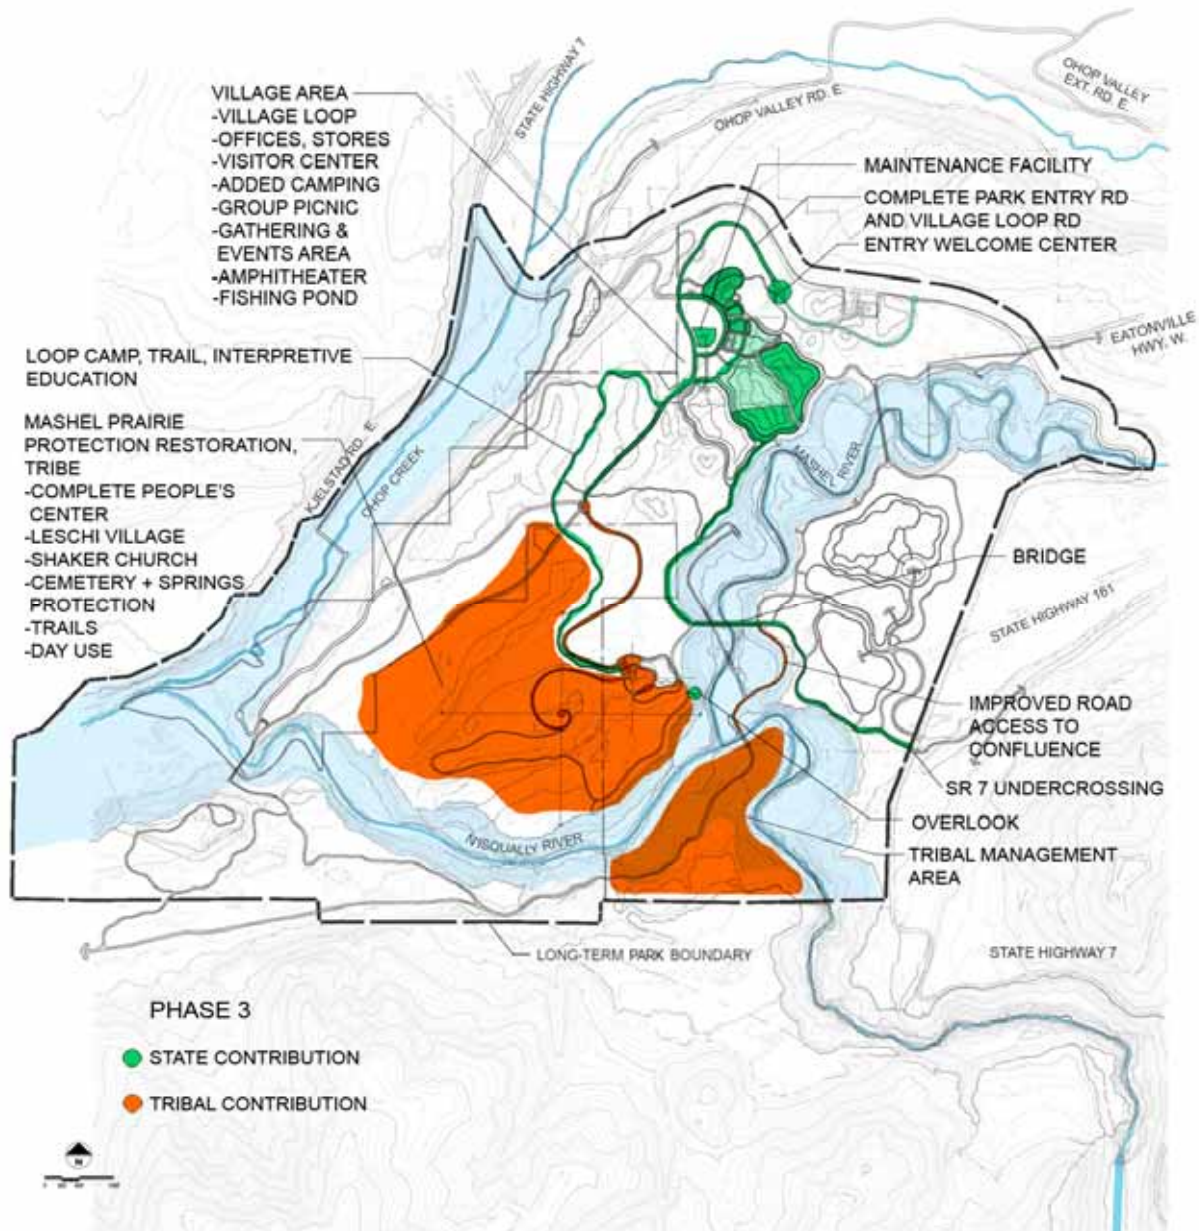 STATE HIGHWAY 7
OHOP VALLEY
EXT. RD. E.
OHOP VALLEY RD. E.
VILLAGE AREA
-VILLAGE LOOP
-OFFICES, STORES
-VISITOR CENTER
-ADDED CAMPING
-GROUP PICNIC
-GATHERING &
EVENTS AREA
-AMPHITHEATER
-FISHING POND
MAINTENANCE FACILITY
COMPLETE PARK ENTRY RD
AND VILLAGE LOOP RD
ENTRY WELCOME CENTER
EATONVILLE
HWY. W.
LOOP CAMP, TRAIL, INTERPRETIVE
EDUCATION
MASHEL PRAIRIE
PROTECTION RESTORATION,
TRIBE
-COMPLETE PEOPLE'S
CENTER
-LESCHI VILLAGE
-SHAKER CHURCH
-CEMETERY + SPRINGS
PROTECTION
-TRAILS
-DAY USE
KJELSTAD RD. E.
OHOP CREEK
MASHEL RIVER
BRIDGE
STATE HIGHWAY 161
IMPROVED ROAD
ACCESS TO
CONFLUENCE
SR 7 UNDERCROSSING
OVERLOOK
TRIBAL MANAGEMENT
AREA
NISQUALLY RIVER
LONG-TERM PARK BOUNDARY
STATE HIGHWAY 7
PHASE 3
STATE CONTRIBUTION
TRIBAL CONTRIBUTION
N